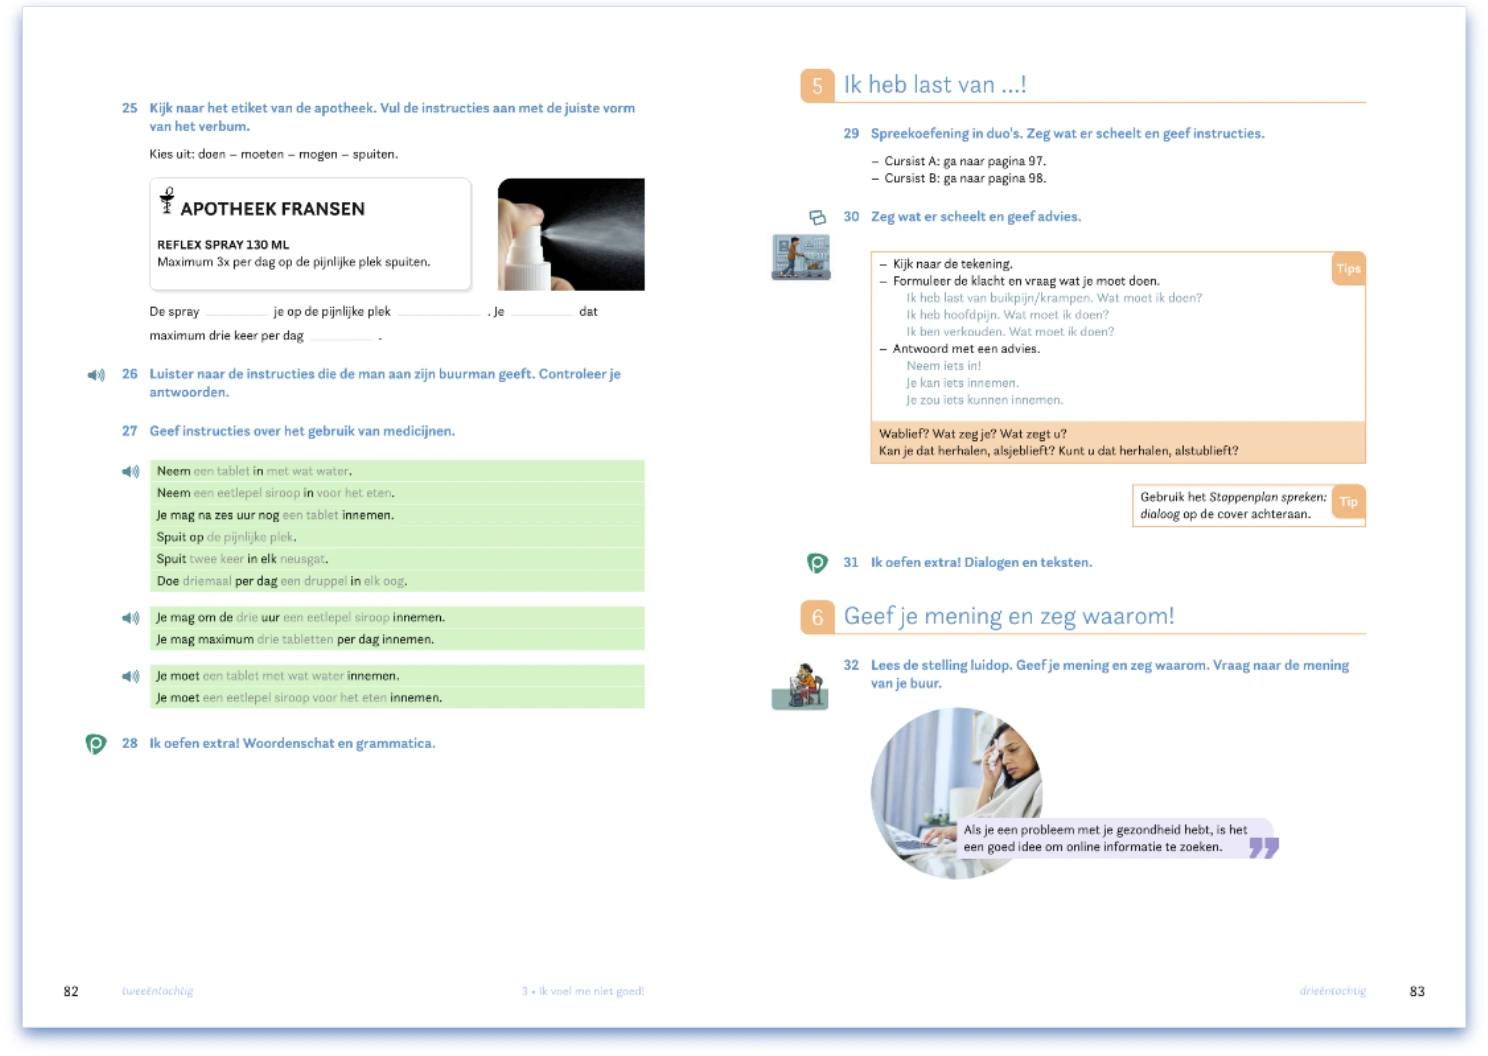 25 Kijk naar het etiket van de apotheek. Vul de instructies aan met de juiste vorm
van het verbum.
Kies uit: doen – moeten – mogen – spuiten.
APOTHEEK FRANSEN
REFLEX SPRAY 130 ML
Maximum 3x per dag op de pijnlijke plek spuiten.
De spray __________ je op de pijnlijke plek __________ . Je __________ dat
maximum drie keer per dag __________ .
26 Luister naar de instructies die de man aan zijn buurman geeft. Controleer je
antwoorden.
27 Geef instructies over het gebruik van medicijnen.
Neem een tablet in met wat water.
Neem een eetlepel siroop in voor het eten.
Je mag na zes uur nog een tablet innemen.
Spuit op de pijnlijke plek.
Spuit twee keer in elk neusgat.
Doe driemaal per dag een druppel in elk oog.
Je mag om de drie uur een eetlepel siroop innemen.
Je mag maximum drie tabletten per dag innemen.
Je moet een tablet met wat water innemen.
Je moet een eetlepel siroop voor het eten innemen.
28 Ik oefen extra! Woordenschat en grammatica.
82 tweeëntachtig 3 • Ik voel me niet goed!
5 Ik heb last van ...!
29 Spreekoefening in duo's. Zeg wat er scheelt en geef instructies.
– Cursist A: ga naar pagina 97.
– Cursist B: ga naar pagina 98.
30 Zeg wat er scheelt en geef advies.
Tips
– Kijk naar de tekening.
– Formuleer de klacht en vraag wat je moet doen.
Ik heb last van buikpijn/krampen. Wat moet ik doen?
Ik heb hoofdpijn. Wat moet ik doen?
Ik ben verkouden. Wat moet ik doen?
– Antwoord met een advies.
Neem iets in!
Je kan iets innemen.
Je zou iets kunnen innemen.
Wablief? Wat zeg je? Wat zegt u?
Kan je dat herhalen, alsjeblieft? Kunt u dat herhalen, alstublieft?
Gebruik het Stappenplan spreken:
dialoog op de cover achteraan.
Tip
31 Ik oefen extra! Dialogen en teksten.
6 Geef je mening en zeg waarom!
32 Lees de stelling luidop. Geef je mening en zeg waarom. Vraag naar de mening
van je buur.
Als je een probleem met je gezondheid hebt, is het
een goed idee om online informatie te zoeken.
drieëntachtig 83